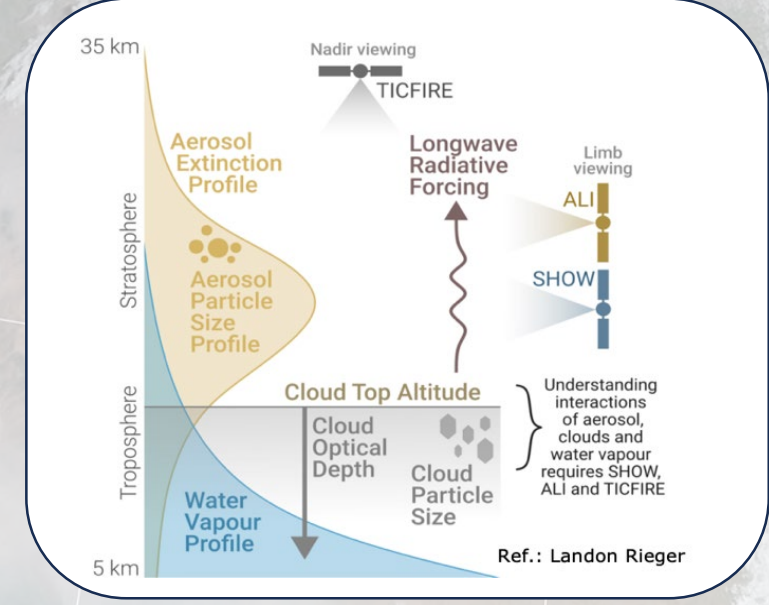 35 km
Nadir viewing
TICFIRE
Aerosol
Extinction
Profile
Longwave
Radiative
Forcing
Limb
viewing
ALI
SHOW
Stratosphere
Aerosol
Particle
Size
Profile
Cloud Top Altitude
Troposphere
Cloud
Optical
Depth
Cloud
Particle
Size
Understanding
interactions
of aerosol,
clouds and
water vapour
requires SHOW,
ALI and TICFIRE
Water
Vapour
Profile
5 km
Ref.: Landon Rieger